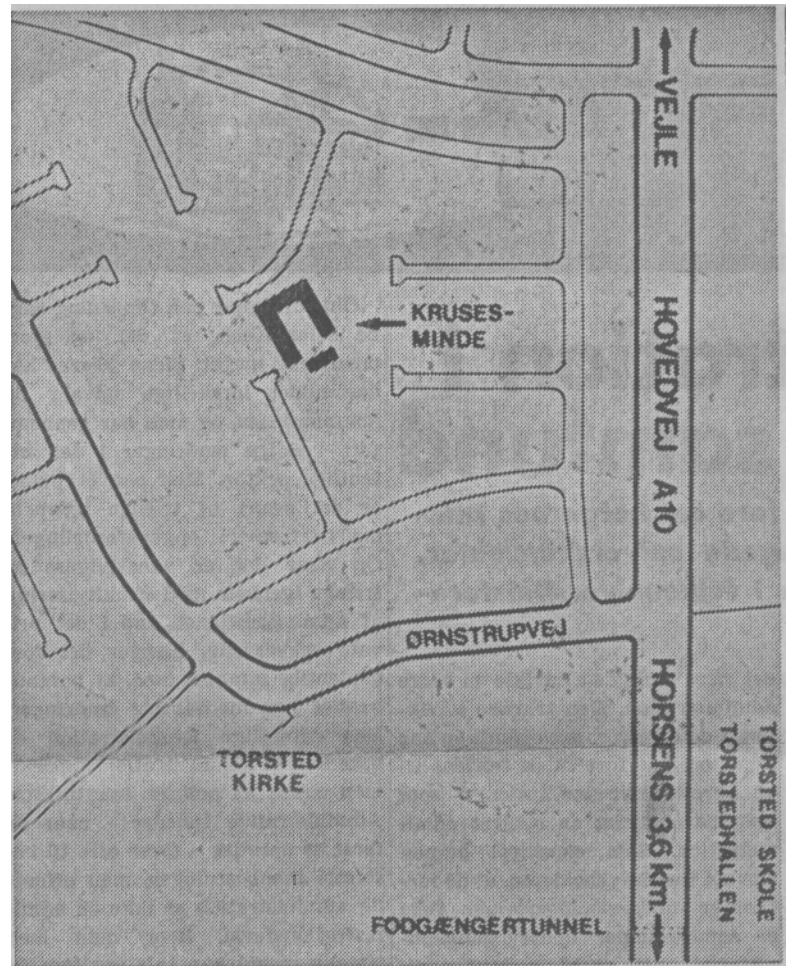 VEJLE
HOVEDVEJ A10
KRUSES-
MINDE
ØRNSTRUPVEJ
HORSENS 3,6 km.
TORSTED SKOLE
TORSTEDHALLEN
TORSTED
KIRKE
FODGÆNGERTUNNEL